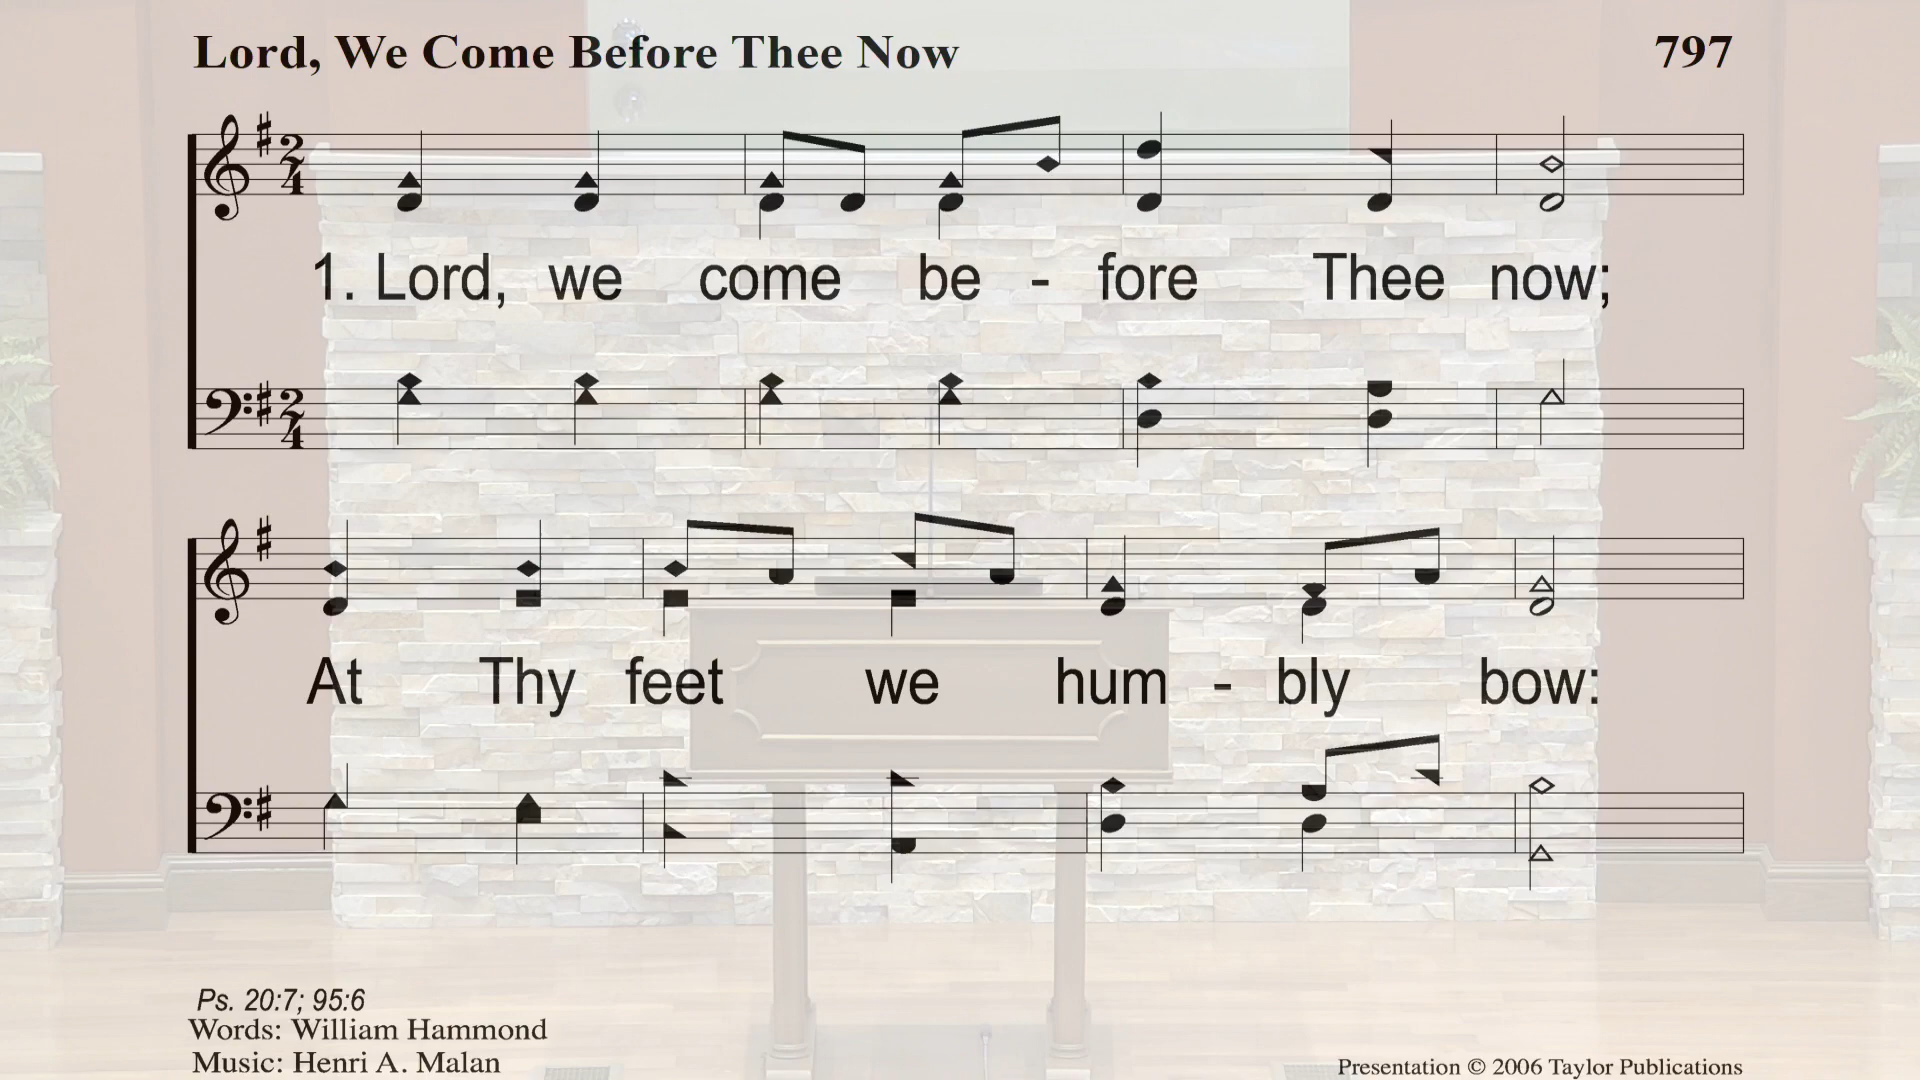 Lord, We Come Before Thee Now 797
1. Lord, we come be - fore Thee now;
At Thy feet we hum - bly bow:
Ps. 20:7; 95:6
Words: William Hammond
Music: Henri A. Malan
Presentation © 2006 Taylor Publications